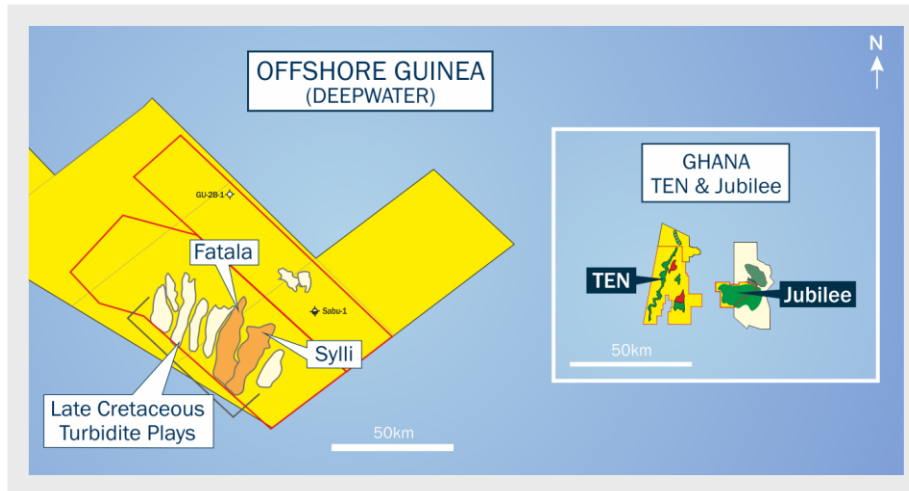 OFFSHORE GUINEA
(DEEPWATER)
N
GHANA
TEN & Jubilee
GU-2B-1
Fatala
TEN
Jubilee
Sabu-1
Sylli
50km
Late Cretaceous
Turbidite Plays
50km